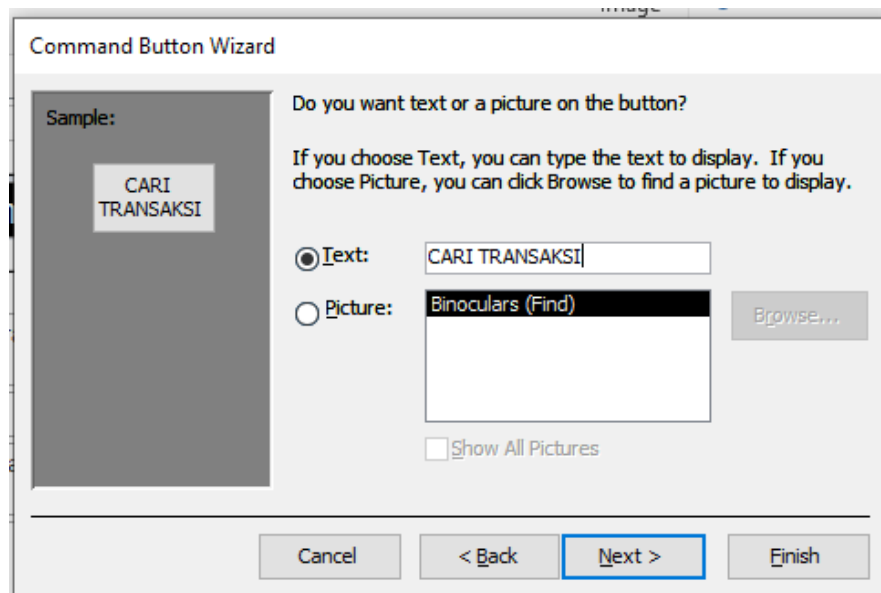 Image
Command Button Wizard
Sample:
CARI
TRANSAKSI
Do you want text or a picture on the button?
If you choose Text, you can type the text to display. If you
choose Picture, you can click Browse to find a picture to display.
Text:
CARI TRANSAKSI
Picture:
Binoculars (Find)
Browse...
Show All Pictures
Cancel
< Back
Next >
Finish